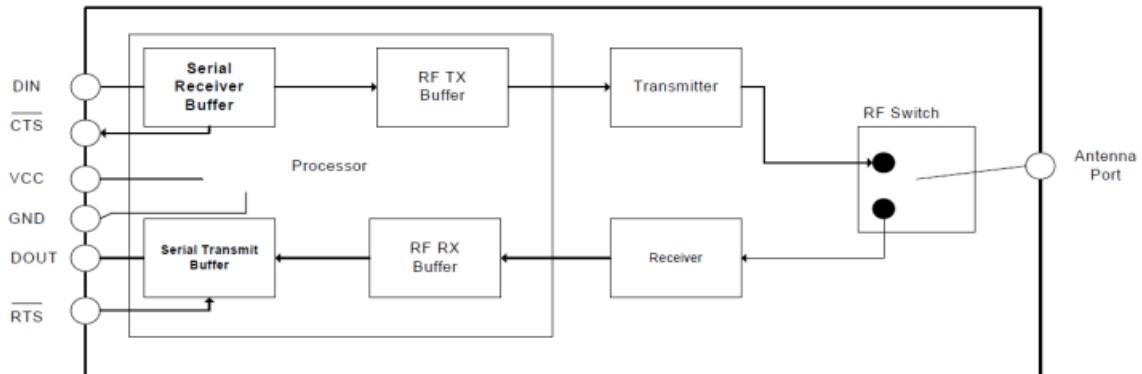 DIN
Serial
Receiver
Buffer
RF TX
Buffer
Transmitter
RF Switch
CTS
Antenna
Port
Processor
VCC
GND
DOUT
Serial Transmit
Buffer
RF RX
Buffer
Receiver
RTS